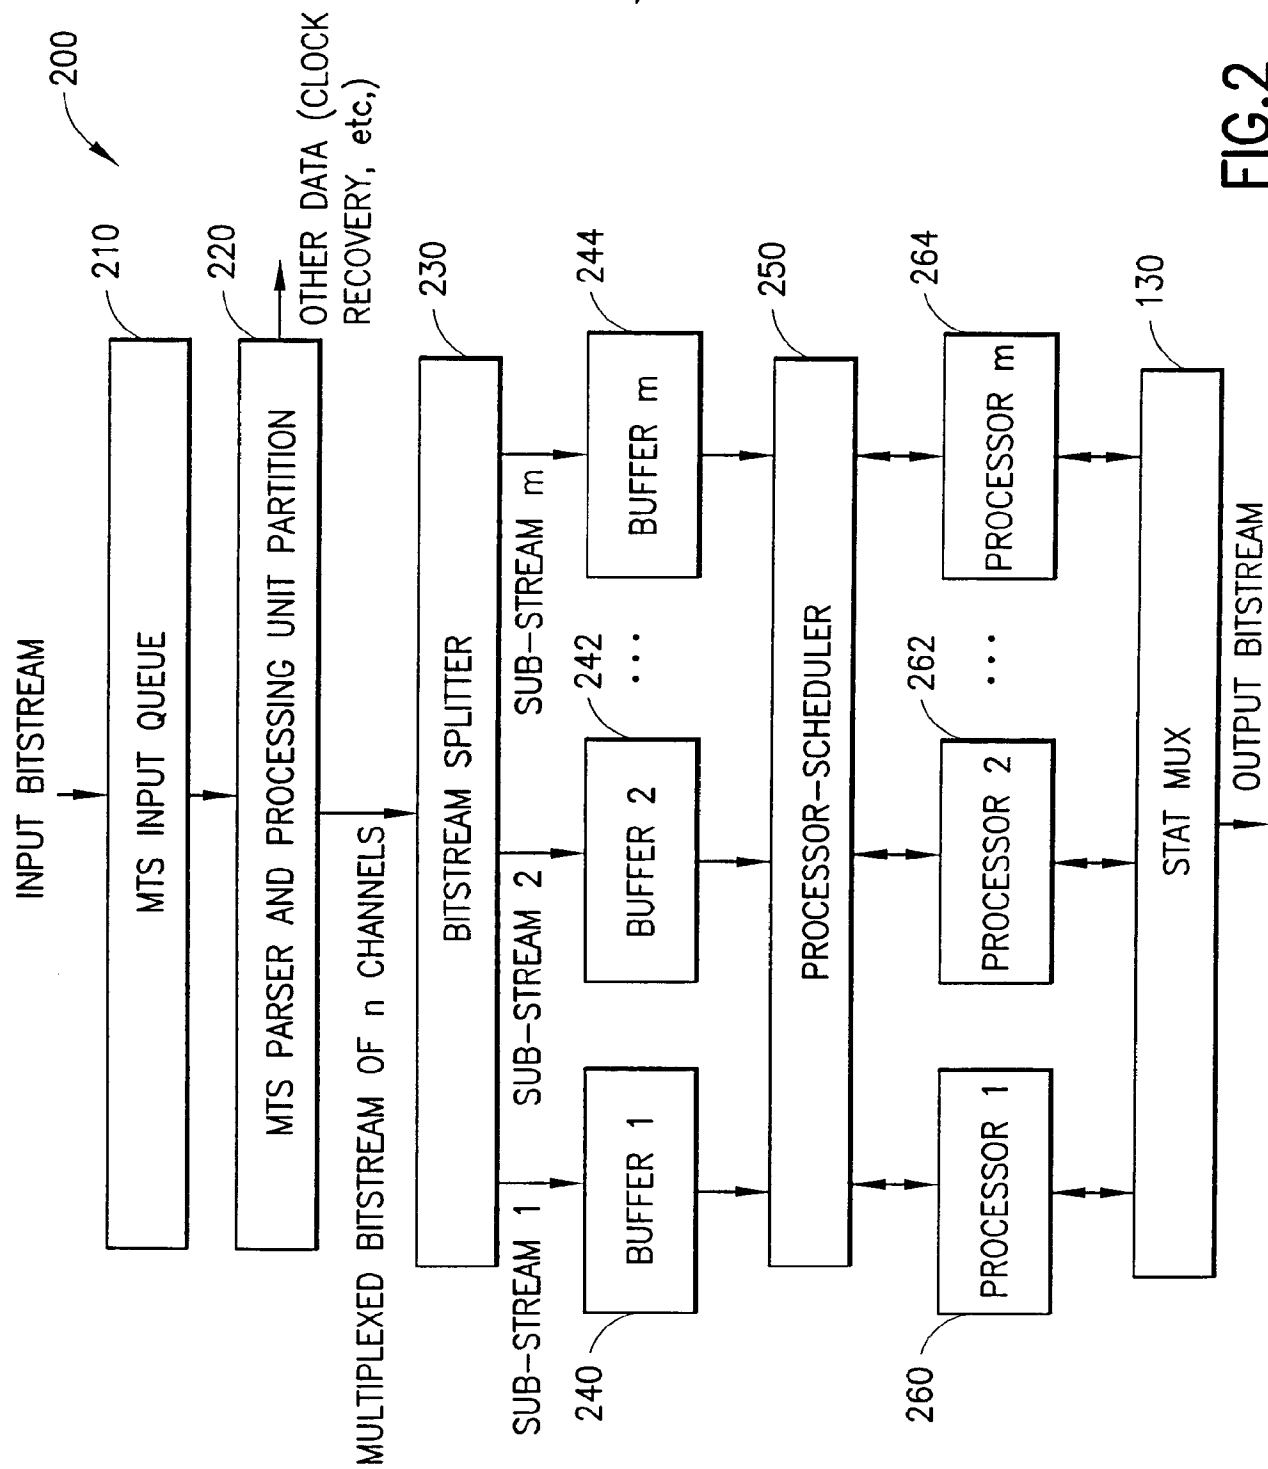 200
INPUT BITSTREAM
210
MTS INPUT QUEUE
220
MTS PARSER AND PROCESSING UNIT PARTITION
OTHER DATA (CLOCK
RECOVERY, etc,)
MULTIPLEXED BITSTREAM OF n CHANNELS
230
BITSTREAM SPLITTER
SUB-STREAM 1
SUB-STREAM 2
SUB-STREAM m
240
BUFFER 1
242
BUFFER 2
...
244
BUFFER m
250
PROCESSOR-SCHEDULER
260
PROCESSOR 1
262
PROCESSOR 2
...
264
PROCESSOR m
130
STAT MUX
OUTPUT BITSTREAM
FIG.2